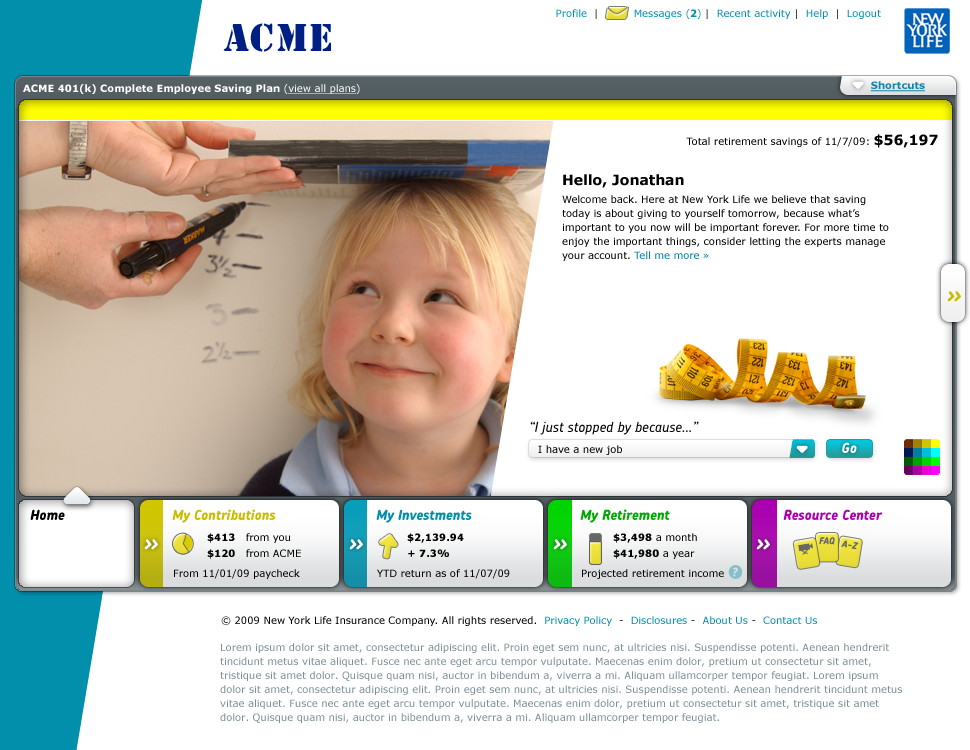 Profile | Messages (2) | Recent activity | Help | Logout
NEW
YORK
LIFE
ACME
ACME 401(k) Complete Employee Saving Plan (view all plans)
Shortcuts
Total retirement savings of 11/7/09: $56,197
Hello, Jonathan
Welcome back. Here at New York Life we believe that saving
today is about giving to yourself tomorrow, because what's
important to you now will be important forever. For more time to
enjoy the important things, consider letting the experts manage
your account. Tell me more »
MARKER
4 —
3½ —
3 —
2½ —
"I just stopped by because..."
I have a new job
Go
Home
My Contributions
$413 from you
$120 from ACME
From 11/01/09 paycheck
My Investments
$2,139.94
+ 7.3%
YTD return as of 11/07/09
My Retirement
$3,498 a month
$41,980 a year
Projected retirement income ?
Resource Center
FAQ
A-Z
© 2009 New York Life Insurance Company. All rights reserved. Privacy Policy - Disclosures - About Us - Contact Us
Lorem ipsum dolor sit amet, consectetur adipiscing elit. Proin eget sem nunc, at ultricies nisi. Suspendisse potenti. Aenean hendrerit
tincidunt metus vitae aliquet. Fusce nec ante eget arcu tempor vulputate. Maecenas enim dolor, pretium ut consectetur sit amet,
tristique sit amet dolor. Quisque quam nisi, auctor in bibendum a, viverra a mi. Aliquam ullamcorper tempor feugiat. Lorem ipsum
dolor sit amet, consectetur adipiscing elit. Proin eget sem nunc, at ultricies nisi. Suspendisse potenti. Aenean hendrerit tincidunt metus
vitae aliquet. Fusce nec ante eget arcu tempor vulputate. Maecenas enim dolor, pretium ut consectetur sit amet, tristique sit amet
dolor. Quisque quam nisi, auctor in bibendum a, viverra a mi. Aliquam ullamcorper tempor feugiat.